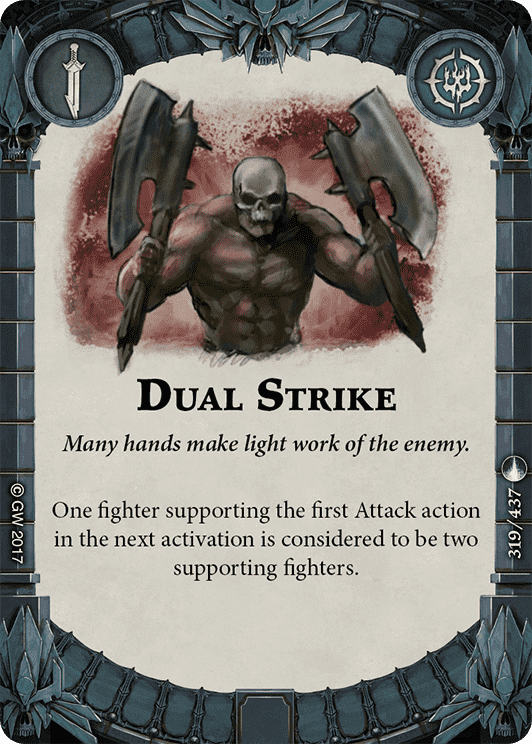 DUAL STRIKE
Many hands make light work of the enemy.
One fighter supporting the first Attack action
in the next activation is considered to be two
supporting fighters.
© GW 2017
319/437